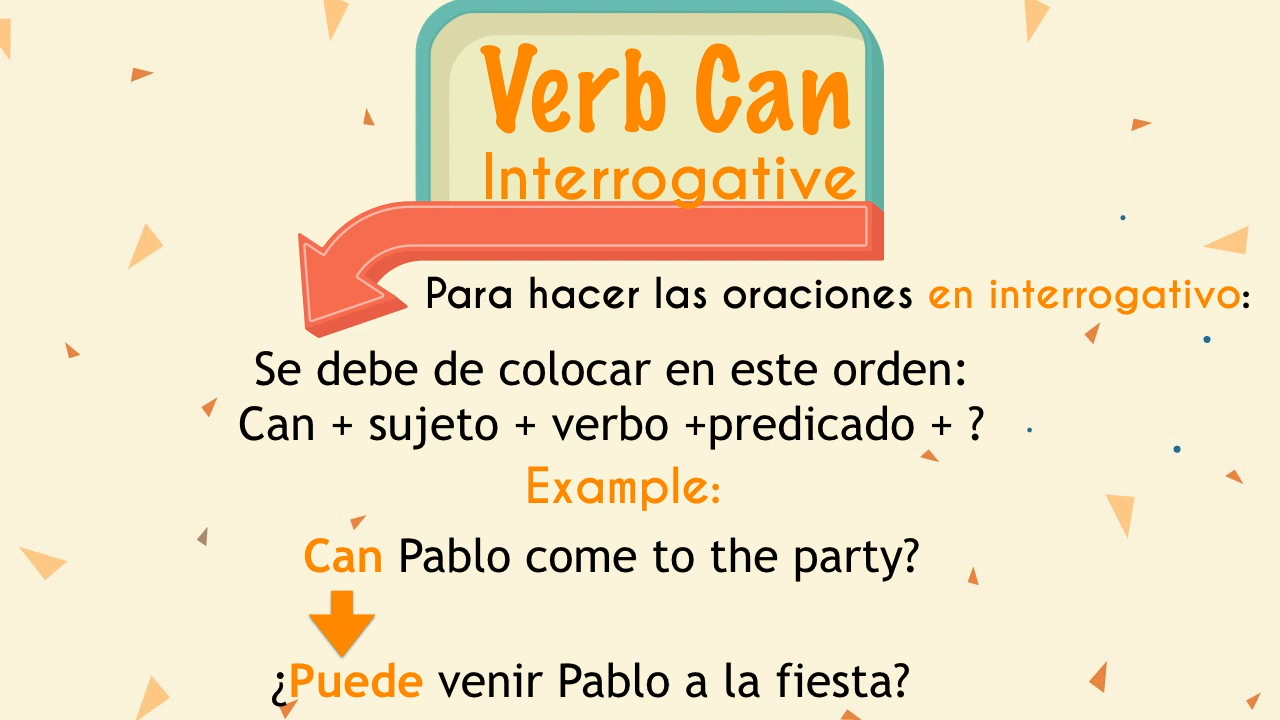 Verb Can
Interrogative
Para hacer las oraciones en interrogativo:
Se debe de colocar en este orden:
Can + sujeto + verbo +predicado + ?
Example:
Can Pablo come to the party?
¿Puede venir Pablo a la fiesta?